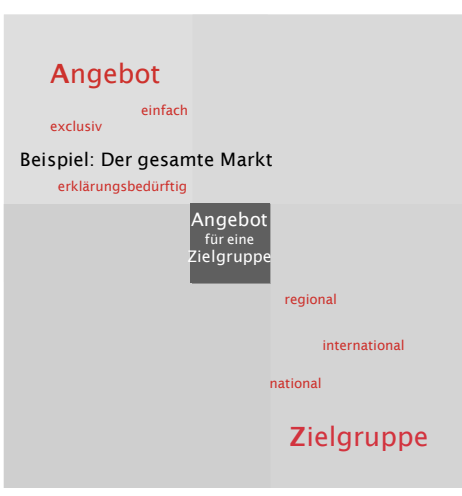 Angebot
einfach
exclusiv
Beispiel: Der gesamte Markt
erklärungsbedürftig
Angebot
für eine
Zielgruppe
regional
international
national
Zielgruppe